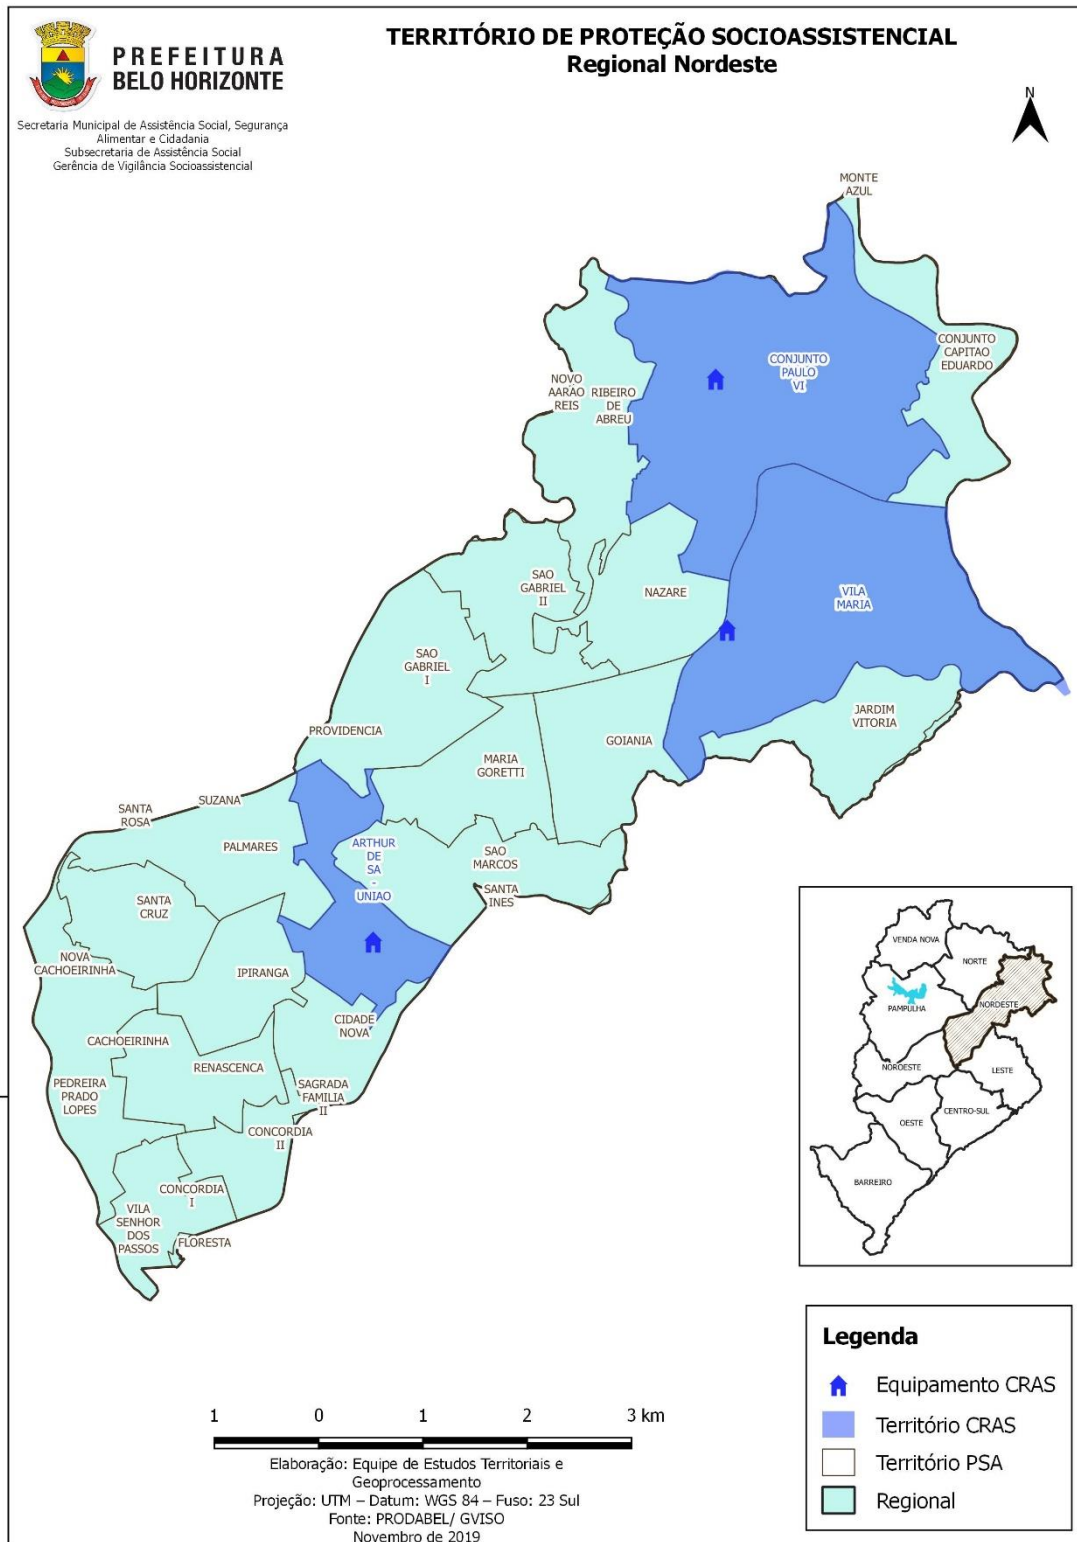 PREFEITURA
BELO HORIZONTE
Secretaria Municipal de Assistência Social, Segurança
Alimentar e Cidadania
Subsecretaria de Assistência Social
Gerência de Vigilância Socioassistencial
TERRITÓRIO DE PROTEÇÃO SOCIOASSISTENCIAL
Regional Nordeste
N
MONTE
AZUL
CONJUNTO
CAPITAO
EDUARDO
CONJUNTO
PAULO
VI
NOVO
AARÃO
REIS
RIBEIRO
DE
ABREU
SAO
GABRIEL
II
NAZARE
VILA
MARIA
SAO
GABRIEL
I
JARDIM
VITORIA
PROVIDENCIA
GOIANIA
MARIA
GORETTI
SUZANA
SANTA
ROSA
PALMARES
ARTHUR
DE
SA
-
UNIAO
SAO
MARCOS
SANTA
INES
SANTA
CRUZ
NOVA
CACHOEIRINHA
IPIRANGA
CIDADE
NOVA
CACHOEIRINHA
RENASCENCA
PEDREIRA
PRADO
LOPES
SAGRADA
FAMILIA
II
CONCORDIA
II
CONCORDIA
I
VILA
SENHOR
DOS
PASSOS
FLORESTA
VENDA NOVA
NORTE
PAMPULHA
NORDESTE
NOROESTE
LESTE
OESTE
CENTRO-SUL
BARREIRO
Legenda
Equipamento CRAS
Território CRAS
Território PSA
Regional
1 0 1 2 3 km
Elaboração: Equipe de Estudos Territoriais e
Geoprocessamento
Projeção: UTM – Datum: WGS 84 – Fuso: 23 Sul
Fonte: PRODABEL/ GVISO
Novembro de 2019